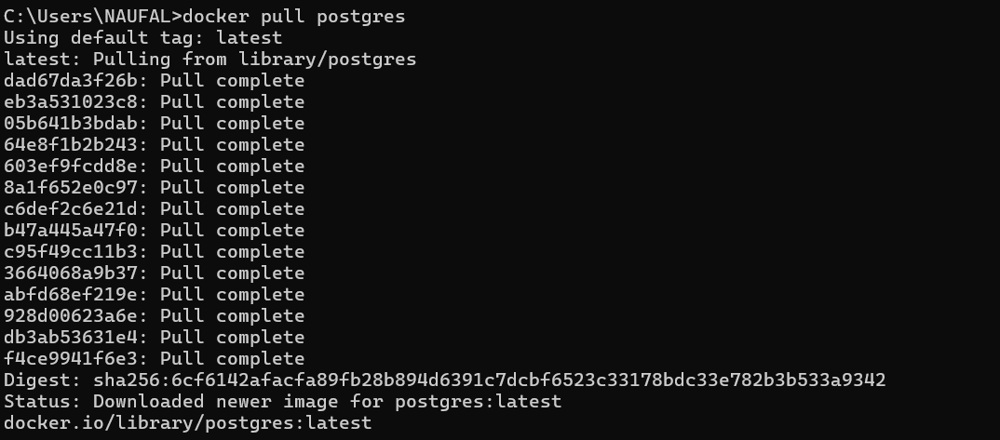 C:\Users\NAUFAL>docker pull postgres
Using default tag: latest
latest: Pulling from library/postgres
dad67da3f26b: Pull complete
eb3a531023c8: Pull complete
05b641b3bdab: Pull complete
64e8f1b2b243: Pull complete
603ef9fcdd8e: Pull complete
8a1f652e0c97: Pull complete
c6def2c6e21d: Pull complete
b47a445a47f0: Pull complete
c95f49cc11b3: Pull complete
3664068a9b37: Pull complete
abfd68ef219e: Pull complete
928d00623a6e: Pull complete
db3ab53631e4: Pull complete
f4ce9941f6e3: Pull complete
Digest: sha256:6cf6142afacfa89fb28b894d6391c7dcbf6523c33178bdc33e782b3b533a9342
Status: Downloaded newer image for postgres:latest
docker.io/library/postgres:latest